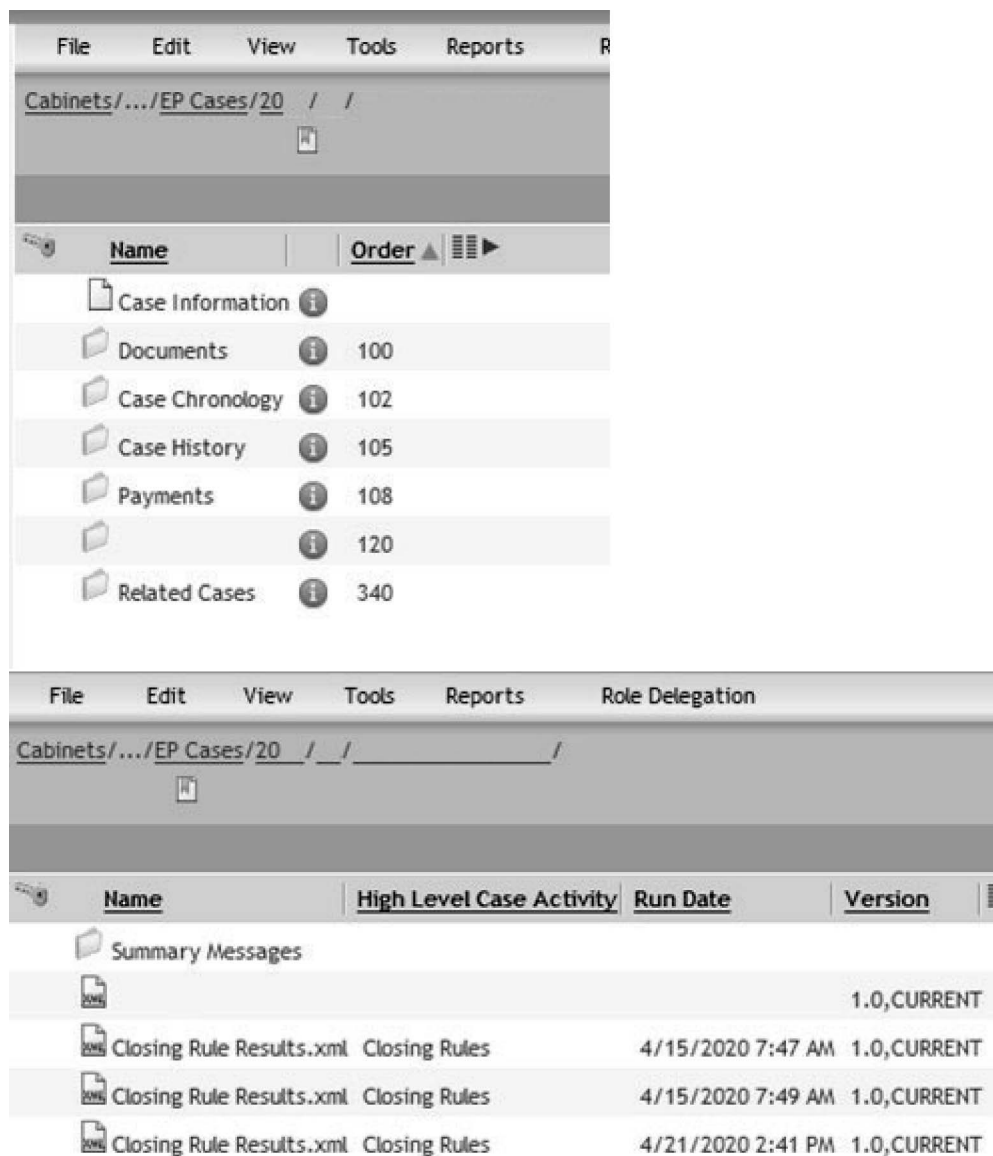 File Edit View Tools Reports R
Cabinets/.../EP Cases/20 / /
Name Order
Case Information
Documents 100
Case Chronology 102
Case History 105
Payments 108
120
Related Cases 340
File Edit View Tools Reports Role Delegation
Cabinets/.../EP Cases/20 / / /
Name High Level Case Activity Run Date Version
Summary Messages
XML 1.0,CURRENT
XML Closing Rule Results.xml Closing Rules 4/15/2020 7:47 AM 1.0,CURRENT
XML Closing Rule Results.xml Closing Rules 4/15/2020 7:49 AM 1.0,CURRENT
XML Closing Rule Results.xml Closing Rules 4/21/2020 2:41 PM 1.0,CURRENT